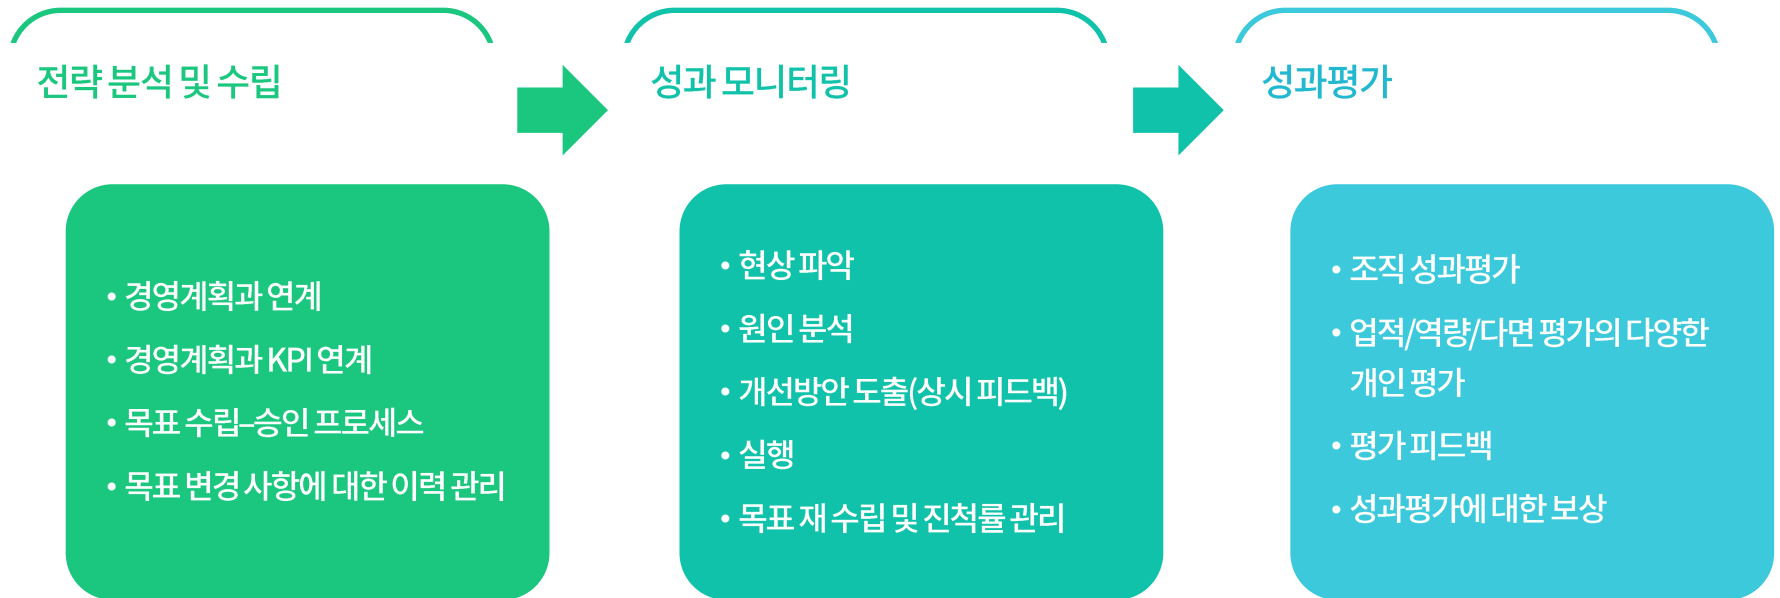 전략 분석 및 수립
• 경영계획과 연계
• 경영계획과 KPI 연계
• 목표 수립–승인 프로세스
• 목표 변경 사항에 대한 이력 관리
성과 모니터링
• 현상 파악
• 원인 분석
• 개선방안 도출(상시 피드백)
• 실행
• 목표 재 수립 및 진척률 관리
성과평가
• 조직 성과평가
• 업적/역량/다면 평가의 다양한
개인 평가
• 평가 피드백
• 성과평가에 대한 보상